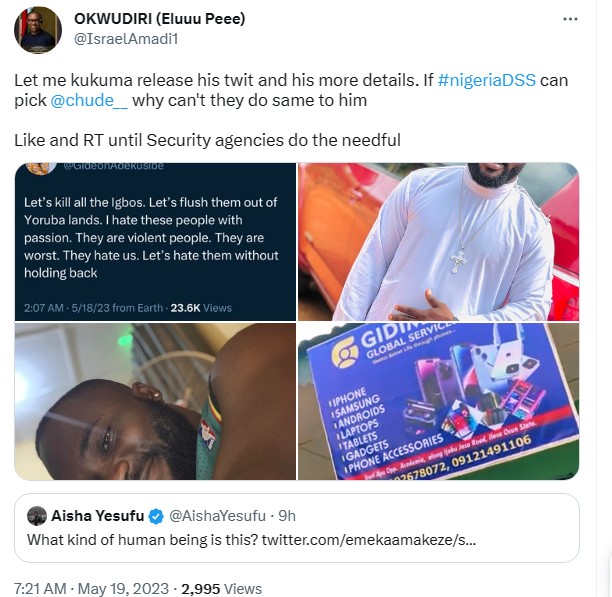 OKWUDIRI (Eluuu Peee)
@IsraelAmadi1
Let me kukuma release his twit and his more details. If #nigeriaDSS can
pick @chude__ why can't they do same to him
Like and RT until Security agencies do the needful
@GideonAdekusibe
Let's kill all the Igbos. Let's flush them out of
Yoruba lands. I hate these people with
passion. They are violent people. They are
worst. They hate us. Let's hate them without
holding back
2:07 AM · 5/18/23 from Earth · 23.6K Views
GLOBAL SERVICE
IPHONE
SAMSUNG
ANDROIDS
LAPTOPS
TABLETS
GADGETS
PHONE ACCESSORIES
02678072, 09121491106
Aisha Yesufu @AishaYesufu · 9h
What kind of human being is this? twitter.com/emekaamakeze/s...
7:21 AM · May 19, 2023 · 2,995 Views